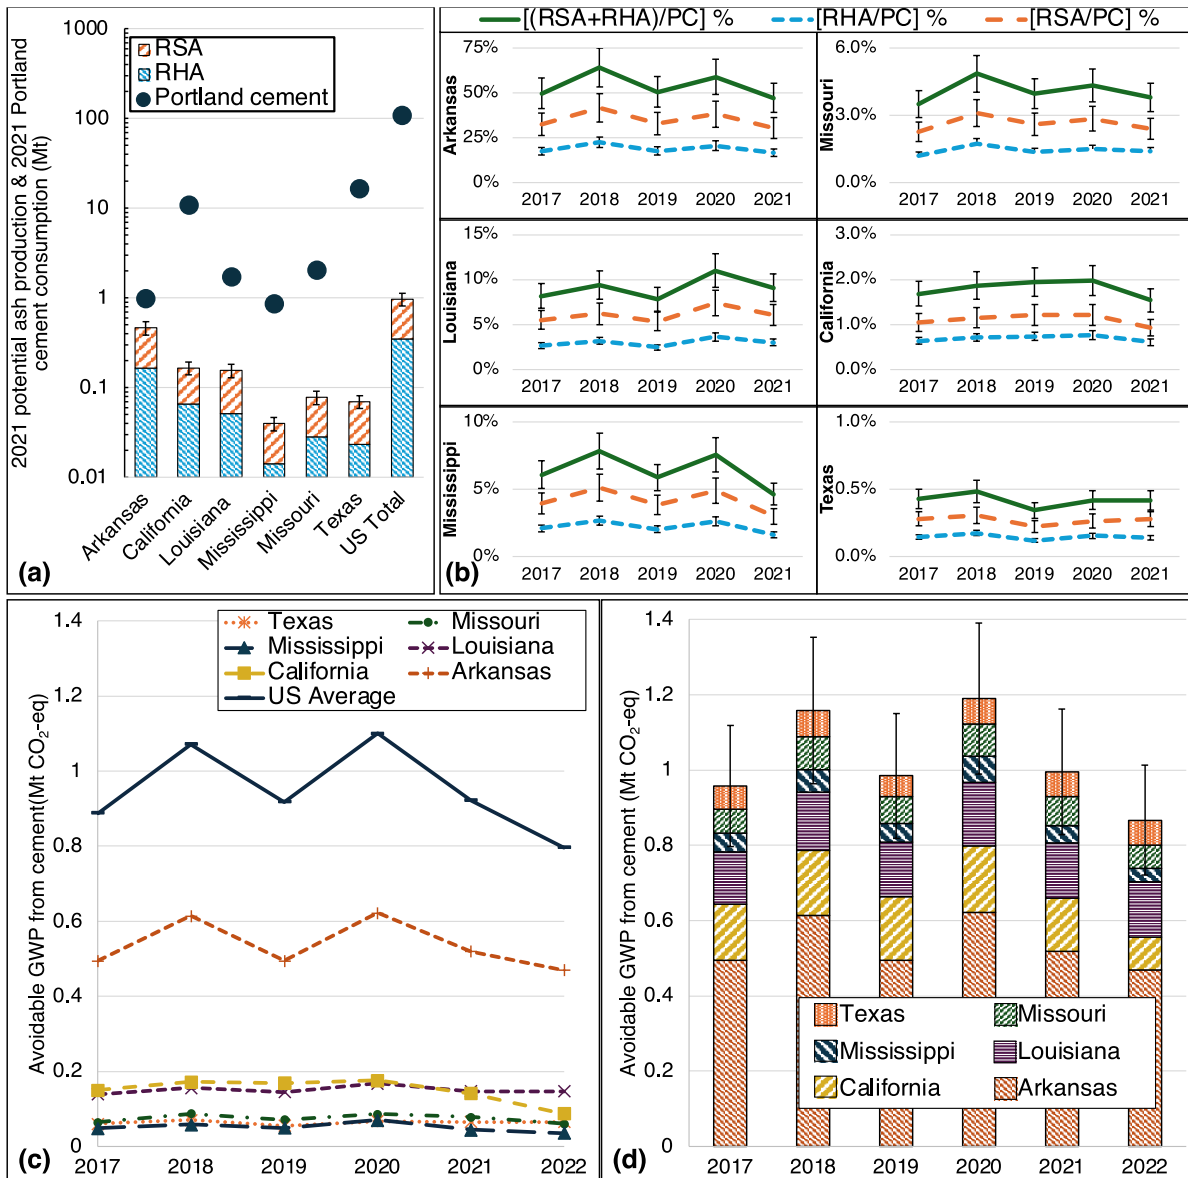 2021 potential ash production & 2021 Portland
cement consumption (Mt)
1000
100
10
1
0.1
0.01
RSA
RHA
Portland cement
Arkansas
California
Louisiana
Mississippi
Missouri
Texas
US Total
(a)
[(RSA+RHA)/PC] %
[RHA/PC] %
[RSA/PC] %
Arkansas
75%
50%
25%
0%
2017 2018 2019 2020 2021
Missouri
6.0%
3.0%
0.0%
2017 2018 2019 2020 2021
Louisiana
15%
10%
5%
0%
2017 2018 2019 2020 2021
California
3.0%
2.0%
1.0%
0.0%
2017 2018 2019 2020 2021
Mississippi
10%
5%
0%
2017 2018 2019 2020 2021
Texas
1.0%
0.5%
0.0%
2017 2018 2019 2020 2021
(b)
Avoidable GWP from cement(Mt CO₂-eq)
1.4
1.2
1
0.8
0.6
0.4
0.2
0
Texas
Missouri
Mississippi
Louisiana
California
Arkansas
US Average
2017 2018 2019 2020 2021 2022
(c)
Avoidable GWP from cement (Mt CO₂-eq)
1.4
1.2
1
0.8
0.6
0.4
0.2
0
Texas
Missouri
Mississippi
Louisiana
California
Arkansas
2017 2018 2019 2020 2021 2022
(d)